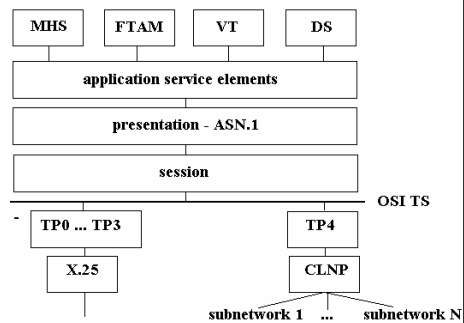 MHS FTAM VT DS
application service elements
presentation - ASN.1
session
OSI TS
-
TP0 ... TP3 TP4
X.25 CLNP
subnetwork 1 ... subnetwork N